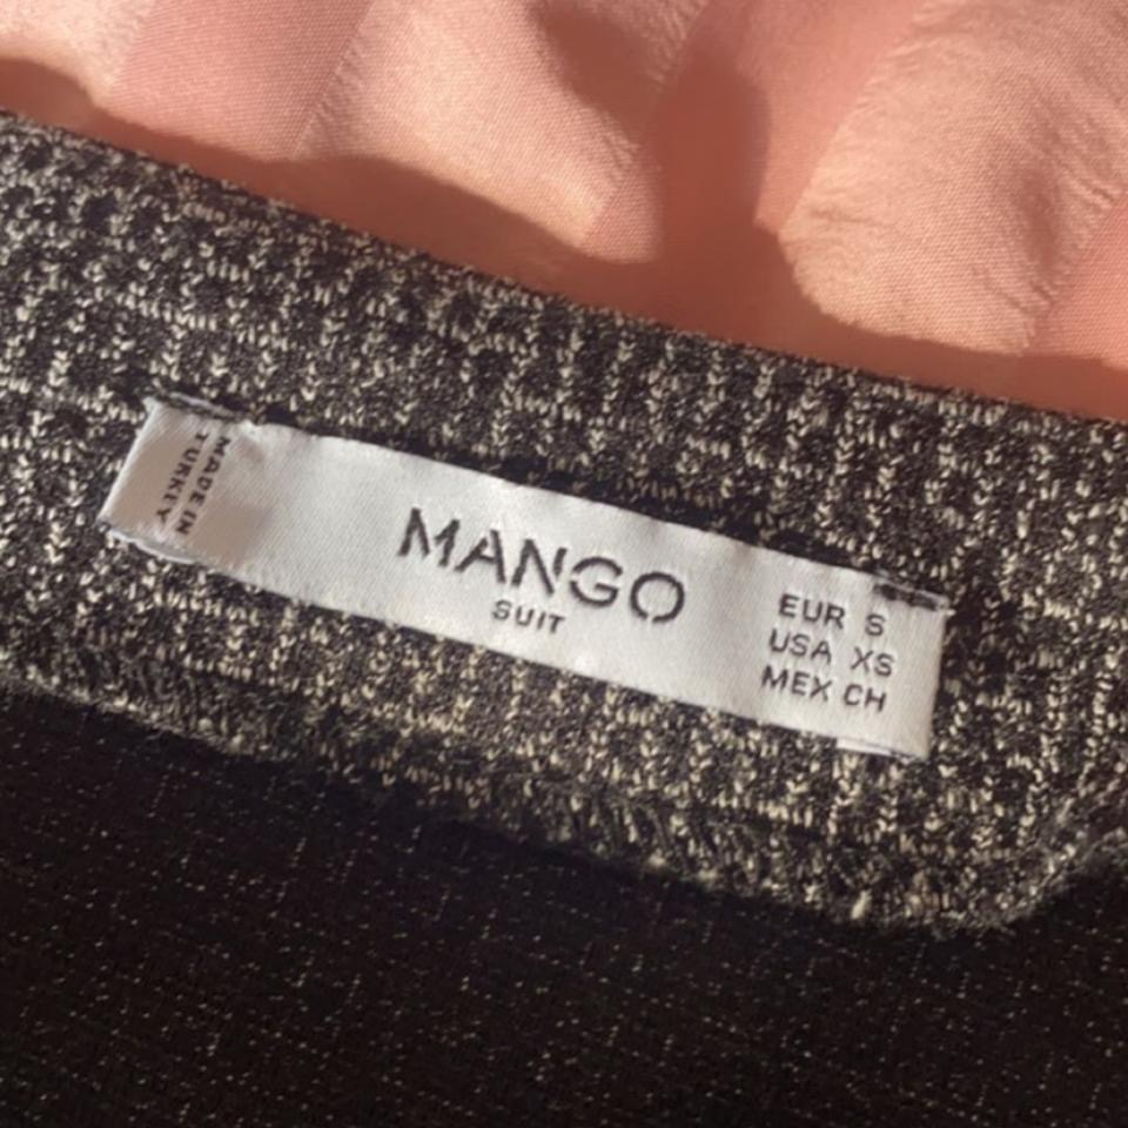 MADE IN
TURKEY
MANGO
SUIT
EUR S
USA XS
MEX CH